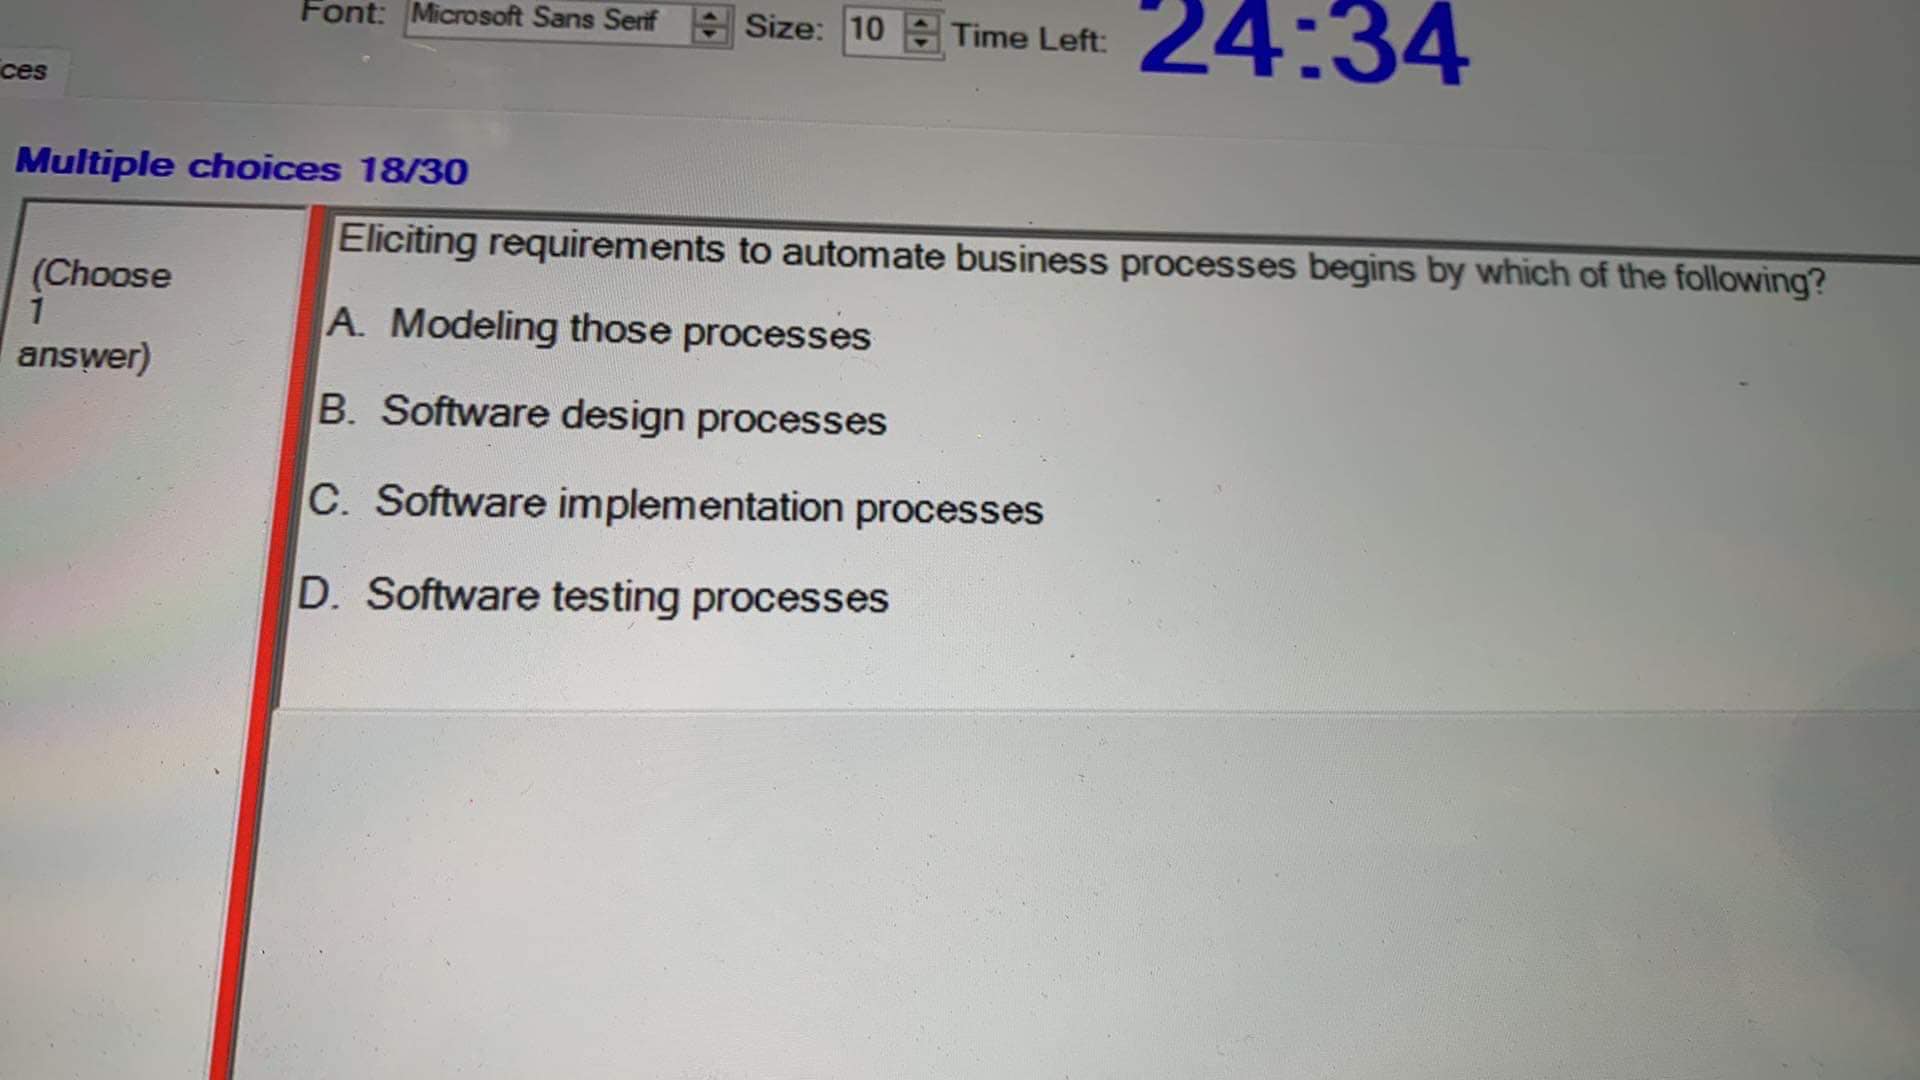 Font: Microsoft Sans Serif Size: 10 Time Left: 24:34
ces
Multiple choices 18/30
(Choose
1
answer)
Eliciting requirements to automate business processes begins by which of the following?
A. Modeling those processes
B. Software design processes
C. Software implementation processes
D. Software testing processes